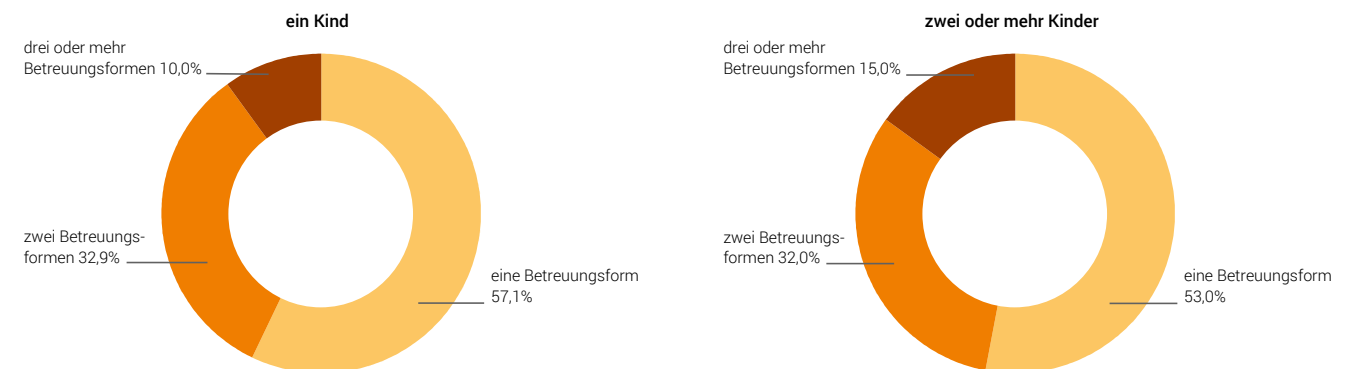 ein Kind
drei oder mehr
Betreuungsformen 10,0%
zwei Betreuungs-
formen 32,9%
eine Betreuungsform
57,1%
zwei oder mehr Kinder
drei oder mehr
Betreuungsformen 15,0%
zwei Betreuungs-
formen 32,0%
eine Betreuungsform
53,0%